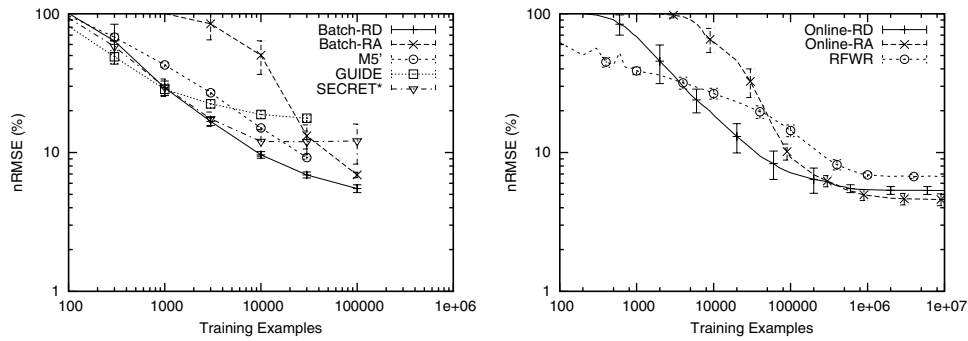 100
10
1
nRMSE (%)
100
1000
10000
100000
1e+06
Training Examples
Batch-RD
Batch-RA
M5'
GUIDE
SECRET*
100
10
1
nRMSE (%)
100
1000
10000
100000
1e+06
1e+07
Training Examples
Online-RD
Online-RA
RFWR